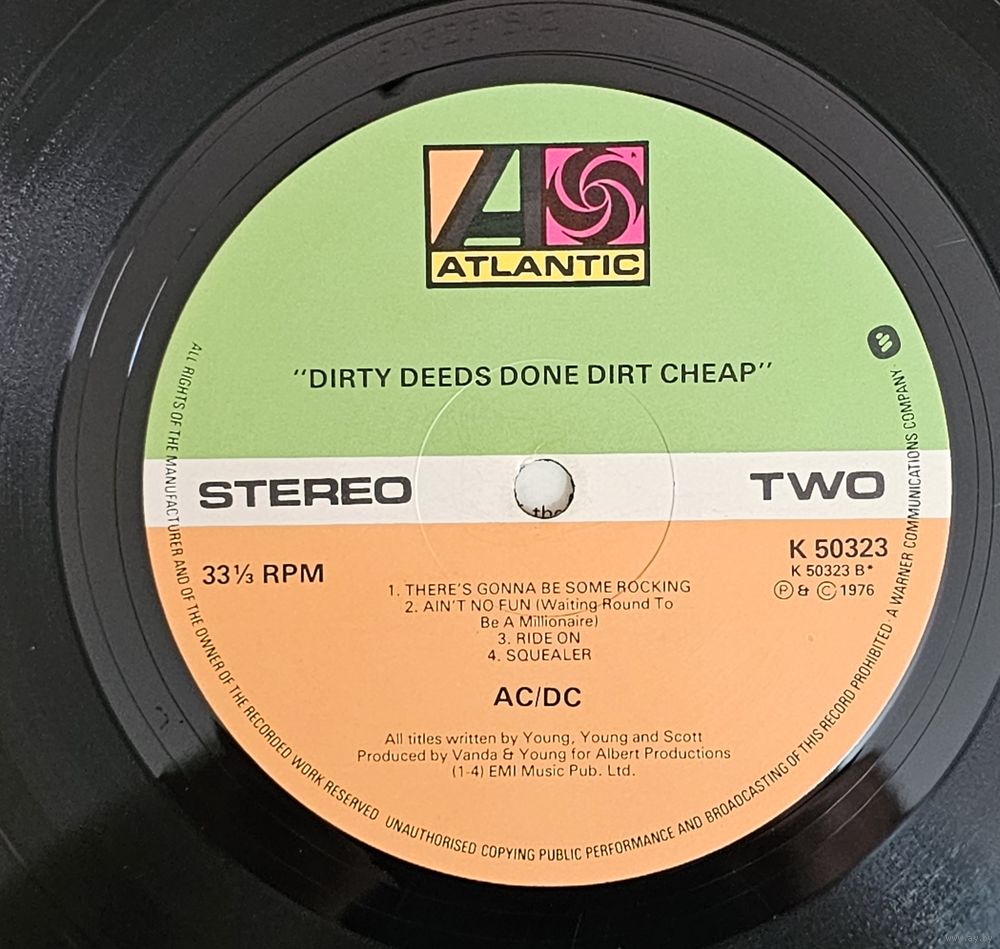 ATLANTIC
"DIRTY DEEDS DONE DIRT CHEAP"
STEREO
TWO
33⅓ RPM
K 50323
K 50323 B*
Ⓟ & Ⓒ 1976
1. THERE'S GONNA BE SOME ROCKING
2. AIN'T NO FUN (Waiting Round To
Be A Millionaire)
3. RIDE ON
4. SQUEALER
AC/DC
All titles written by Young, Young and Scott
Produced by Vanda & Young for Albert Productions
(1-4) EMI Music Pub. Ltd.
ALL RIGHTS OF THE MANUFACTURER AND OF THE OWNER OF THE RECORDED WORK RESERVED UNAUTHORISED COPYING PUBLIC PERFORMANCE AND BROADCASTING OF THIS RECORD PROHIBITED · A WARNER COMMUNICATIONS COMPANY ·